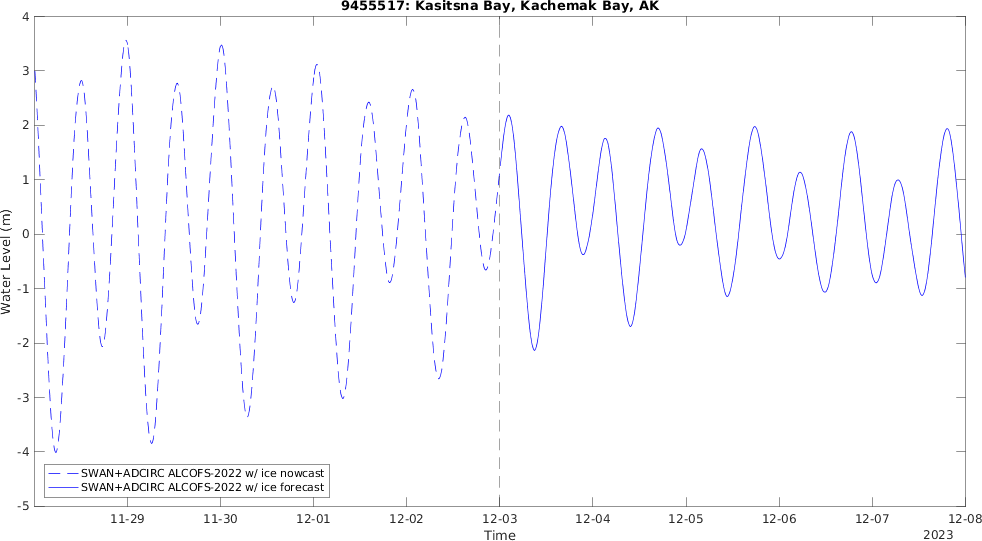 9455517: Kasitsna Bay, Kachemak Bay, AK
4
3
2
1
0
-1
-2
-3
-4
-5
Water Level (m)
SWAN+ADCIRC ALCOFS-2022 w/ ice nowcast
SWAN+ADCIRC ALCOFS-2022 w/ ice forecast
11-29 11-30 12-01 12-02 12-03 12-04 12-05 12-06 12-07 12-08
Time
2023